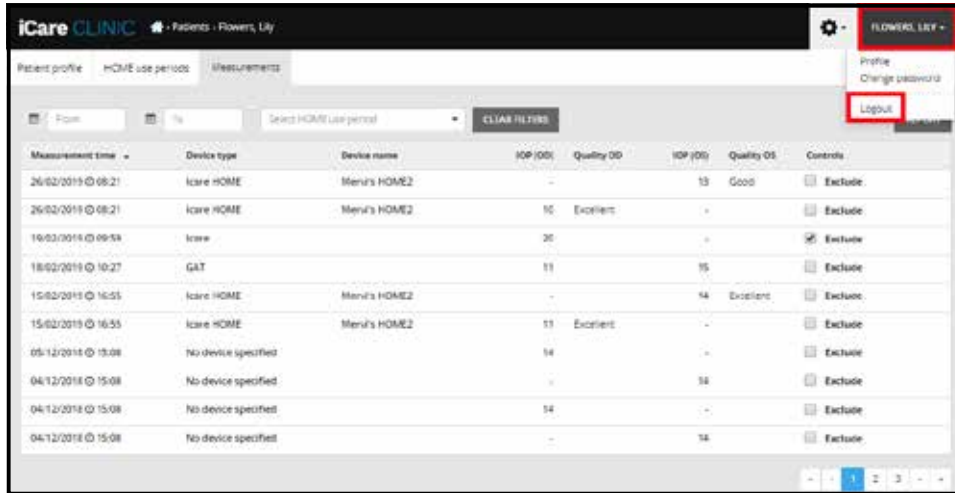 iCare CLINIC Patients Flowers, Lily FLOWERS, LILY
Patient profile HOME use periods Measurements
Profile
Change password
Logout
From To Select HOME use period CLEAR FILTERS
Measurement time Device type Device name IOP (OD) Quality OD IOP (OS) Quality OS Controls
26/02/2019 08:21 Icare HOME Mervi's HOME2 - 13 Good Exclude
26/02/2019 08:21 Icare HOME Mervi's HOME2 10 Excellent - Exclude
19/02/2019 09:59 Icare 20 - Exclude
18/02/2019 10:27 GAT 11 15 Exclude
15/02/2019 16:55 Icare HOME Mervi's HOME2 - 14 Excellent Exclude
15/02/2019 16:55 Icare HOME Mervi's HOME2 11 Excellent - Exclude
05/12/2018 15:08 No device specified 14 - Exclude
04/12/2018 15:08 No device specified - 14 Exclude
04/12/2018 15:08 No device specified 14 - Exclude
04/12/2018 15:08 No device specified - 14 Exclude
1 2 3